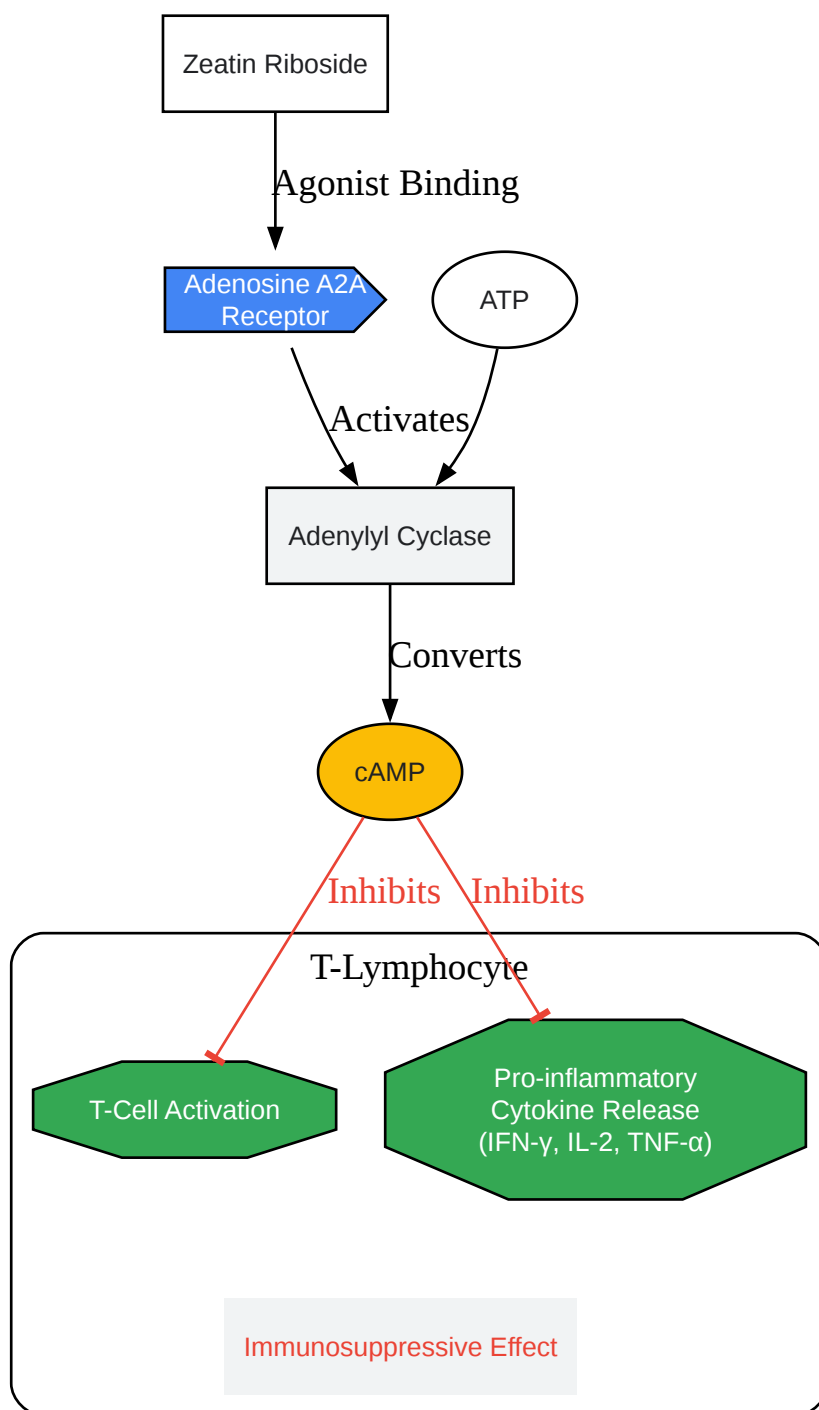 Zeatin Riboside
Agonist Binding
Adenosine A2A
Receptor
ATP
Activates
Adenylyl Cyclase
Converts
cAMP
Inhibits
Inhibits
T-Lymphocyte
T-Cell Activation
Pro-inflammatory
Cytokine Release
(IFN-γ, IL-2, TNF-α)
Immunosuppressive Effect